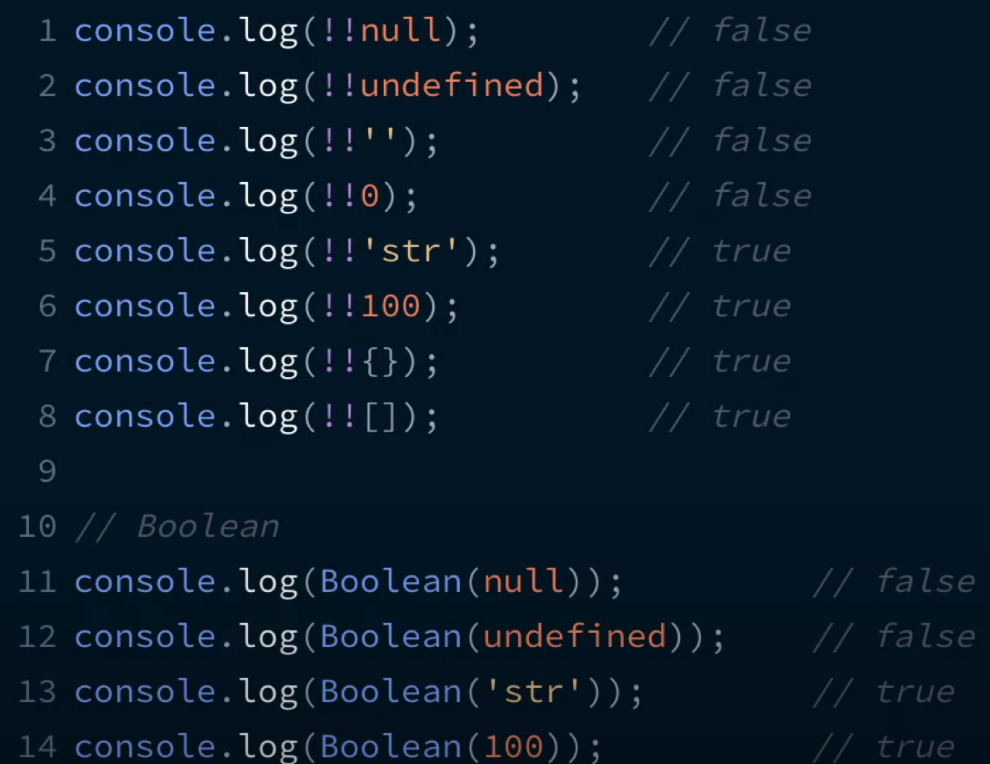 1 console.log(!!null);        // false
2 console.log(!!undefined);   // false
3 console.log(!!'');          // false
4 console.log(!!0);           // false
5 console.log(!!'str');       // true
6 console.log(!!100);         // true
7 console.log(!!{});          // true
8 console.log(!![]);          // true
9
10 // Boolean
11 console.log(Boolean(null));         // false
12 console.log(Boolean(undefined));    // false
13 console.log(Boolean('str'));        // true
14 console.log(Boolean(100));          // true